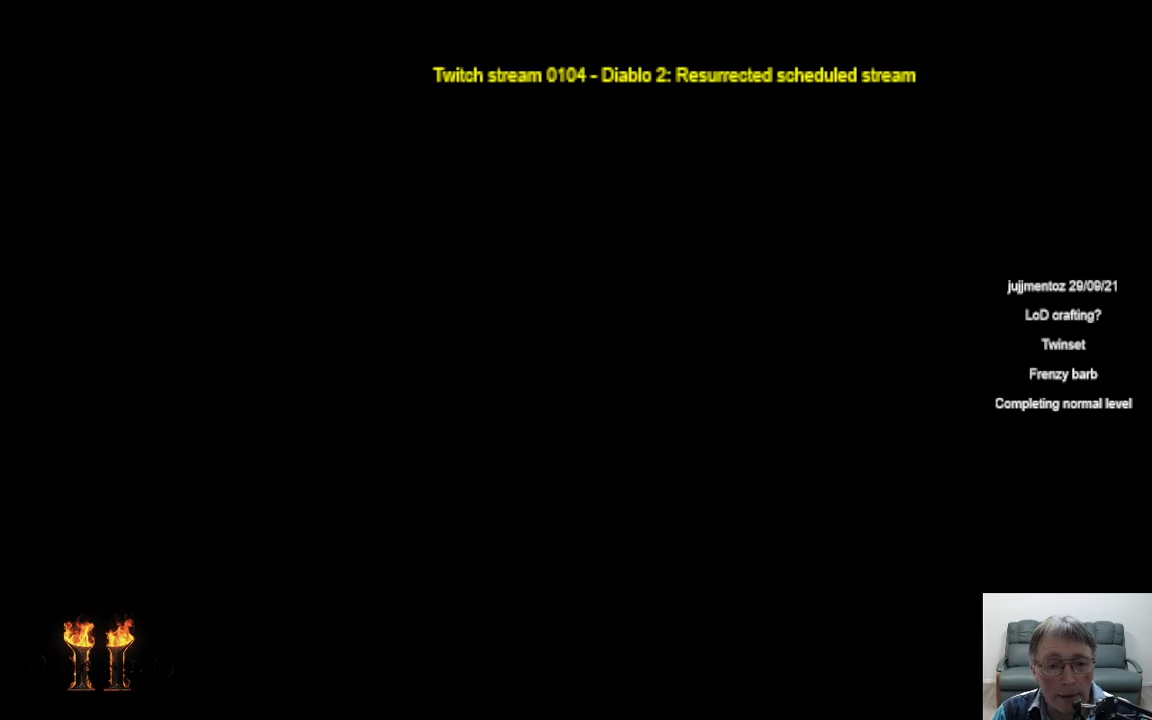 Twitch stream 0104 - Diablo 2: Resurrected scheduled stream
jujjmentoz 29/09/21
LoD crafting?
Twinset
Frenzy barb
Completing normal level